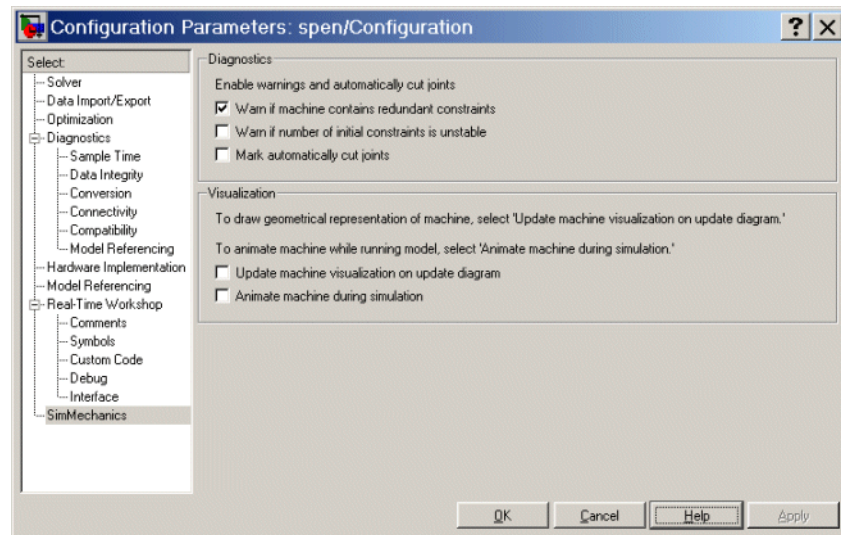 Configuration Parameters: spen/Configuration
? X
Select:
Solver
Data Import/Export
Optimization
Diagnostics
Sample Time
Data Integrity
Conversion
Connectivity
Compatibility
Model Referencing
Hardware Implementation
Model Referencing
Real-Time Workshop
Comments
Symbols
Custom Code
Debug
Interface
SimMechanics
Diagnostics
Enable warnings and automatically cut joints
Warn if machine contains redundant constraints
Warn if number of initial constraints is unstable
Mark automatically cut joints
Visualization
To draw geometrical representation of machine, select 'Update machine visualization on update diagram.'
To animate machine while running model, select 'Animate machine during simulation.'
Update machine visualization on update diagram
Animate machine during simulation
OK
Cancel
Help
Apply